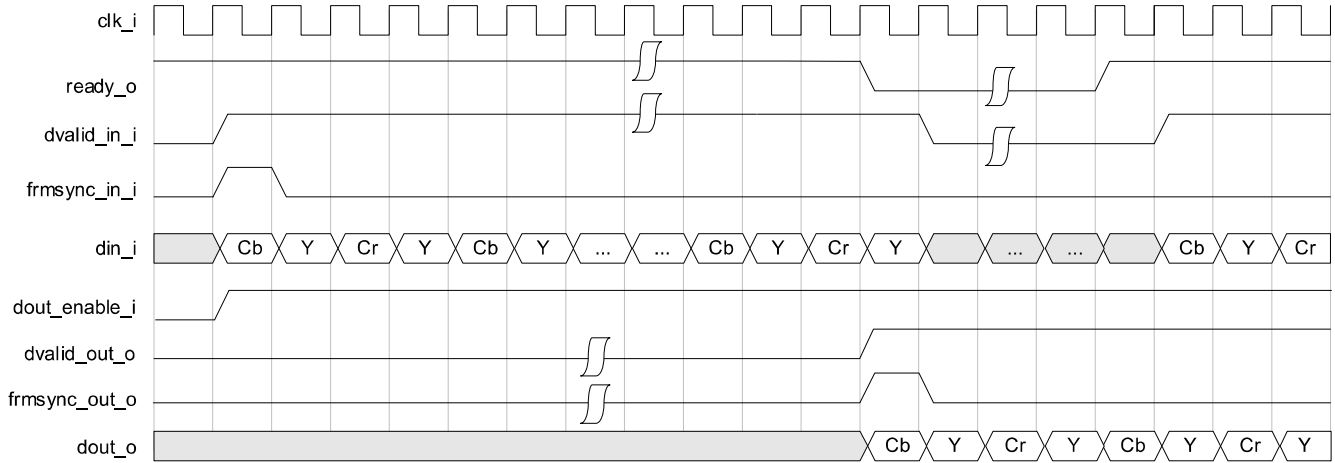 clk_i
ready_o
dvalid_in_i
frmsync_in_i
din_i Cb Y Cr Y Cb Y ... ... Cb Y Cr Y ... ... Cb Y Cr
dout_enable_i
dvalid_out_o
frmsync_out_o
dout_o Cb Y Cr Y Cb Y Cr Y